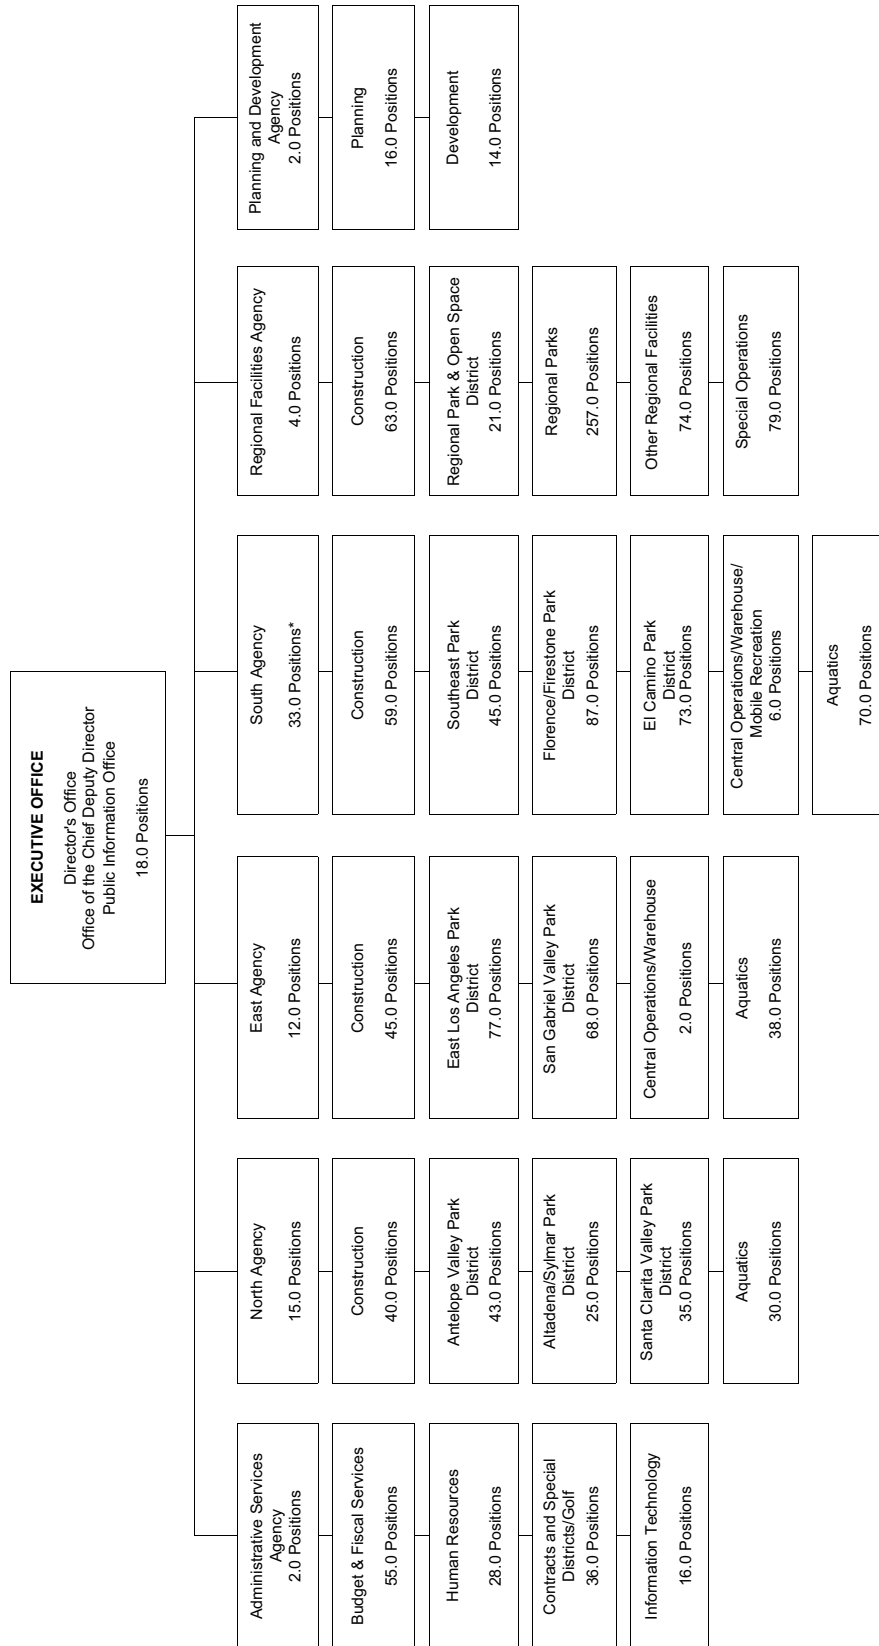 EXECUTIVE OFFICE
Director's Office
Office of the Chief Deputy Director
Public Information Office
18.0 Positions
Administrative Services
Agency
2.0 Positions
Budget & Fiscal Services
55.0 Positions
Human Resources
28.0 Positions
Contracts and Special
Districts/Golf
36.0 Positions
Information Technology
16.0 Positions
North Agency
15.0 Positions
Construction
40.0 Positions
Antelope Valley Park
District
43.0 Positions
Altadena/Sylmar Park
District
25.0 Positions
Santa Clarita Valley Park
District
35.0 Positions
Aquatics
30.0 Positions
East Agency
12.0 Positions
Construction
45.0 Positions
East Los Angeles Park
District
77.0 Positions
San Gabriel Valley Park
District
68.0 Positions
Central Operations/Warehouse
2.0 Positions
Aquatics
38.0 Positions
South Agency
33.0 Positions*
Construction
59.0 Positions
Southeast Park
District
45.0 Positions
Florence/Firestone Park
District
87.0 Positions
El Camino Park
District
73.0 Positions
Central Operations/Warehouse/
Mobile Recreation
6.0 Positions
Aquatics
70.0 Positions
Regional Facilities Agency
4.0 Positions
Construction
63.0 Positions
Regional Park & Open Space
District
21.0 Positions
Regional Parks
257.0 Positions
Other Regional Facilities
74.0 Positions
Special Operations
79.0 Positions
Planning and Development
Agency
2.0 Positions
Planning
16.0 Positions
Development
14.0 Positions